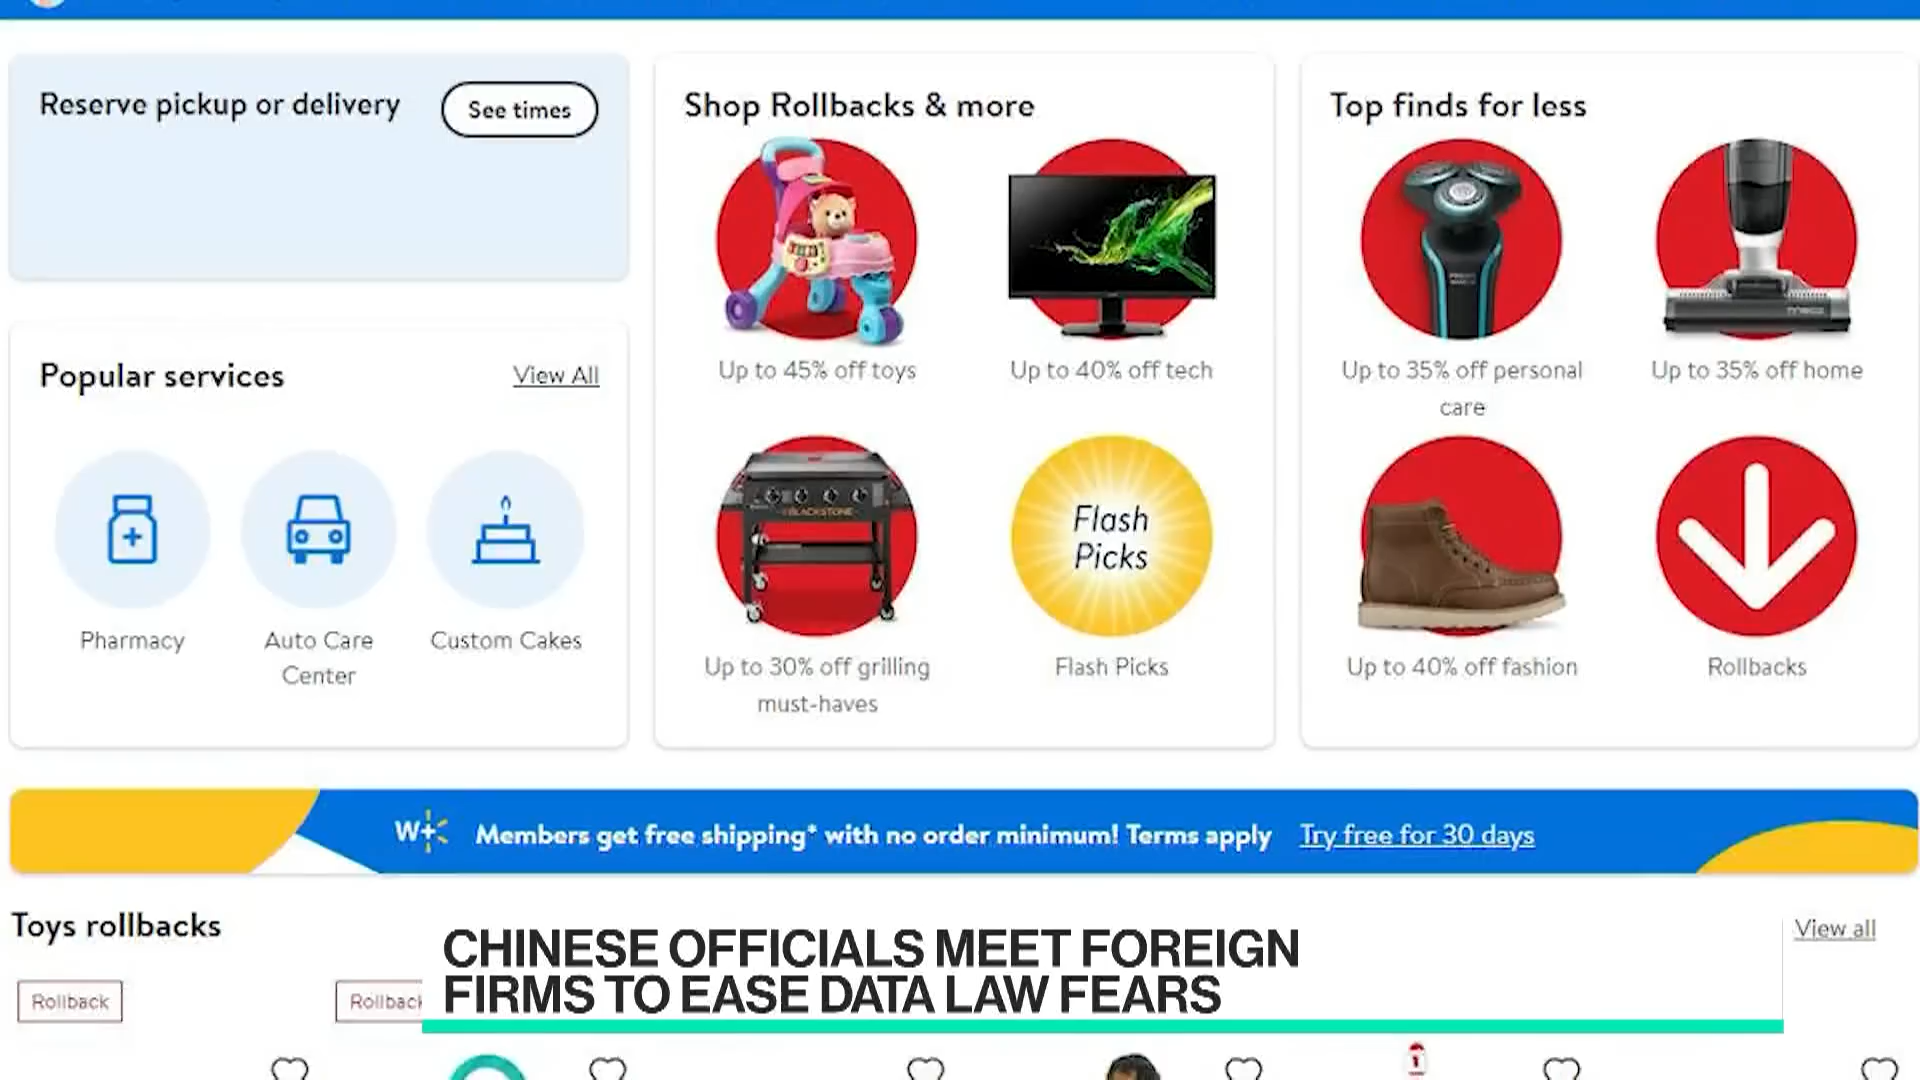 Reserve pickup or delivery
See times
Popular services
View All
Pharmacy
Auto Care
Center
Custom Cakes
Shop Rollbacks & more
Up to 45% off toys
Up to 40% off tech
BLACKSTONE
Flash
Picks
Up to 30% off grilling
must-haves
Flash Picks
Top finds for less
Up to 35% off personal
care
Up to 35% off home
Up to 40% off fashion
Rollbacks
W+ Members get free shipping* with no order minimum! Terms apply Try free for 30 days
Toys rollbacks
View all
Rollback
Rollback
CHINESE OFFICIALS MEET FOREIGN
FIRMS TO EASE DATA LAW FEARS
1